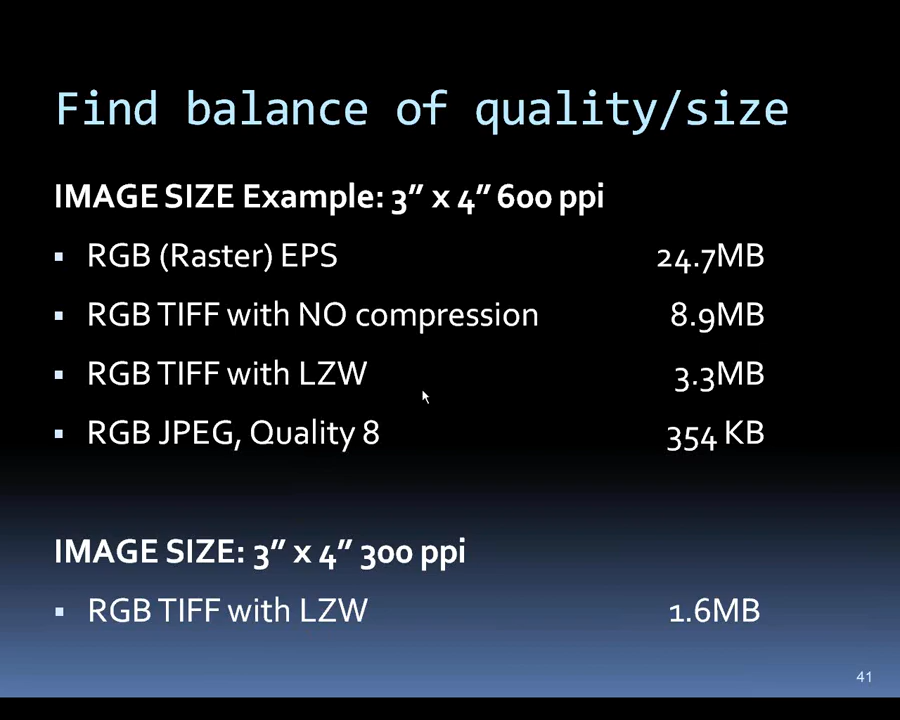 Find balance of quality/size
IMAGE SIZE Example: 3” x 4” 600 ppi
▪ RGB (Raster) EPS 24.7MB
▪ RGB TIFF with NO compression 8.9MB
▪ RGB TIFF with LZW 3.3MB
▪ RGB JPEG, Quality 8 354 KB
IMAGE SIZE: 3” x 4” 300 ppi
▪ RGB TIFF with LZW 1.6MB
41